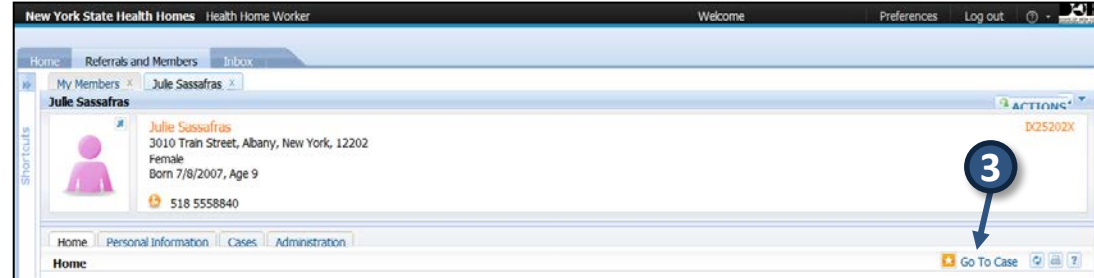 New York State Health Homes Health Home Worker Welcome Preferences Log out
Home Referrals and Members Inbox
My Members x Julie Sassafras x
Julie Sassafras ACTIONS
Shortcuts
Julie Sassafras IX25202X
3010 Train Street, Albany, New York, 12202
Female
Born 7/8/2007, Age 9
518 5558840
3
Home Personal Information Cases Administration
Home Go To Case ?